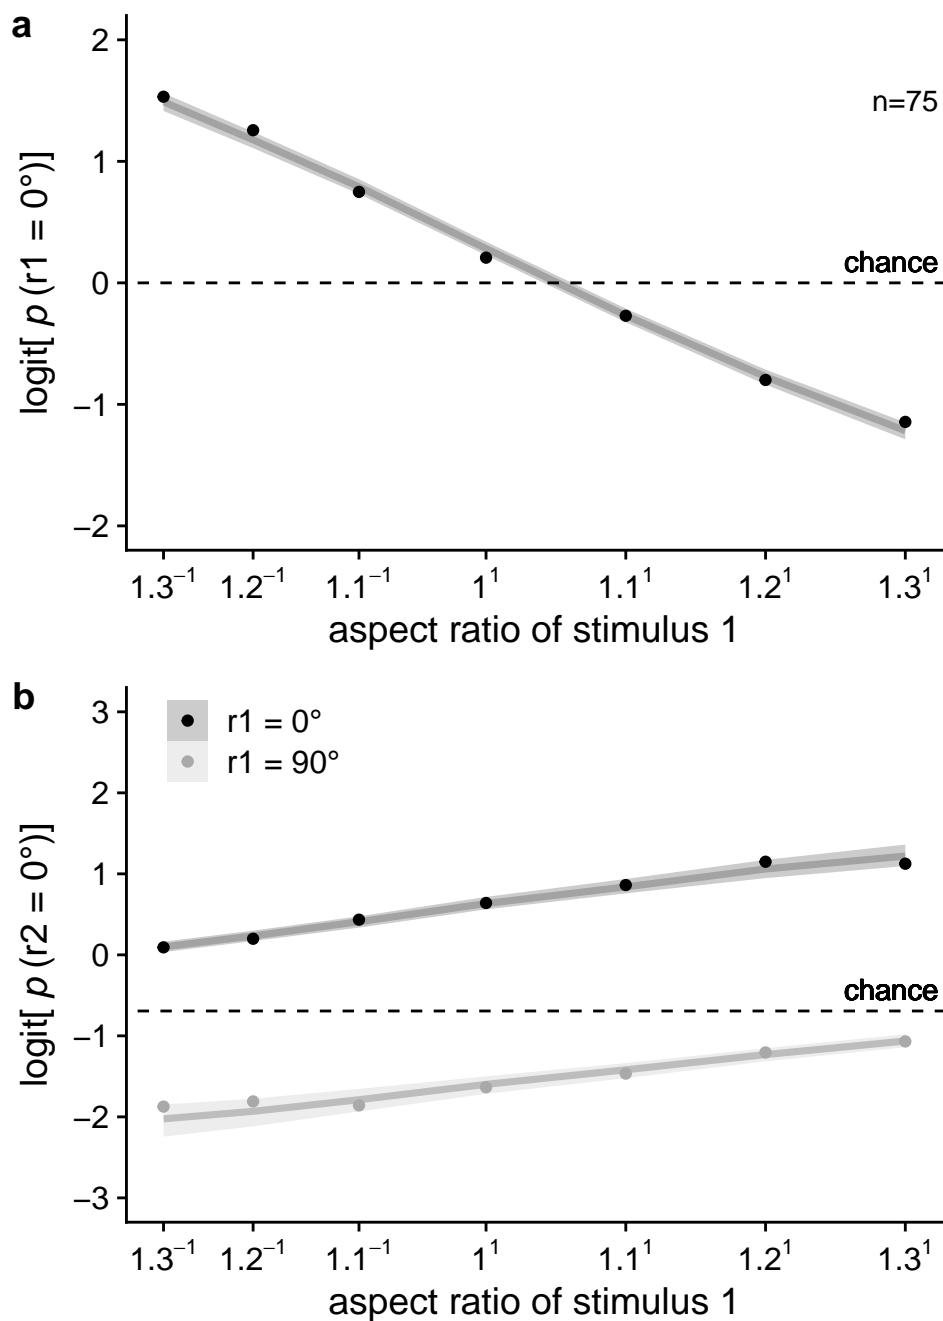 a
logit[ p (r1 = 0°)]
2
1
0
−1
−2
n=75
chance
1.3⁻¹ 1.2⁻¹ 1.1⁻¹ 1¹ 1.1¹ 1.2¹ 1.3¹
aspect ratio of stimulus 1
b
logit[ p (r2 = 0°)]
3
2
1
0
−1
−2
−3
r1 = 0°
r1 = 90°
chance
1.3⁻¹ 1.2⁻¹ 1.1⁻¹ 1¹ 1.1¹ 1.2¹ 1.3¹
aspect ratio of stimulus 1